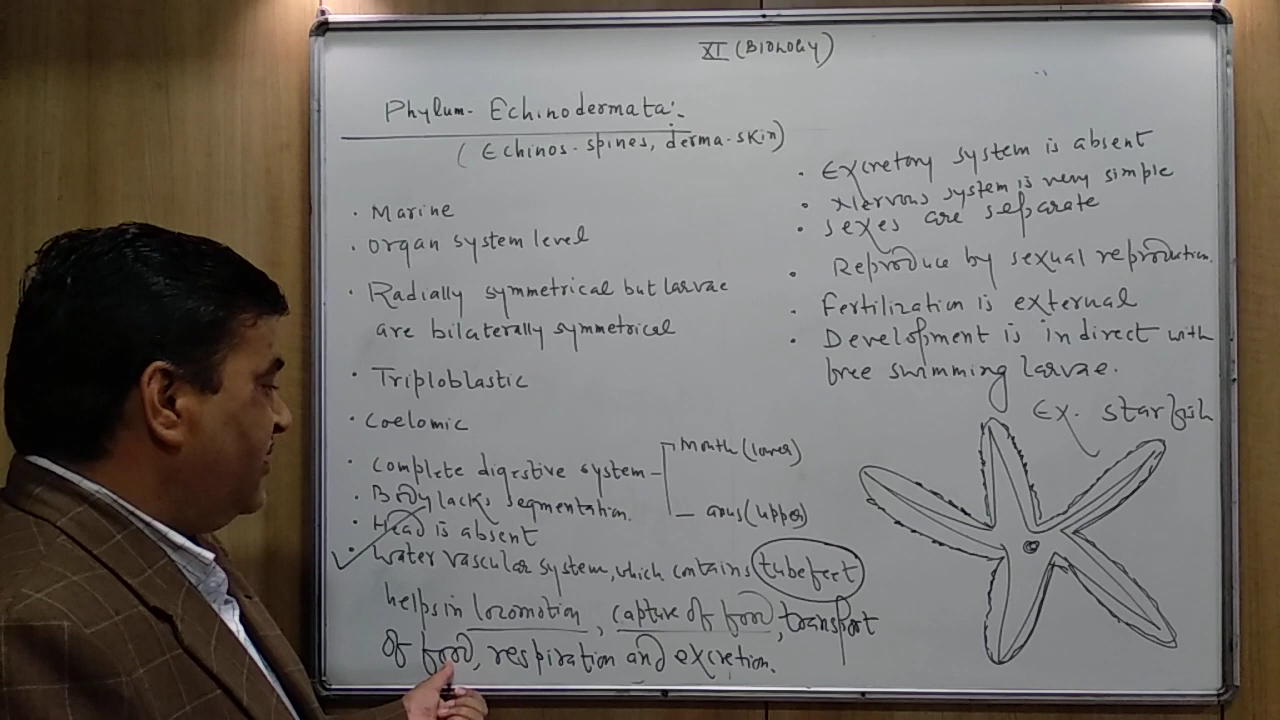 XI (BIOLOGY)
Phylum- Echinodermata:-
( Echinos - spines, derma - skin)
. Marine
. organ system level
. Radially symmetrical but larvae
are bilaterally symmetrical
. Triploblastic
. Coelomic
. Complete digestive system - Mouth (lower)
anus (upper)
. Body lacks segmentation.
. Head is absent
. Water vascular system, which contains tube feet
helps in locomotion, capture of food, transport
of food, respiration and excretion.
. Excretory system is absent
. Nervous system is very simple
. Sexes are separate
. Reproduce by sexual reproduction.
. Fertilization is external
. Development is indirect with
free swimming larvae.
Ex. starfish